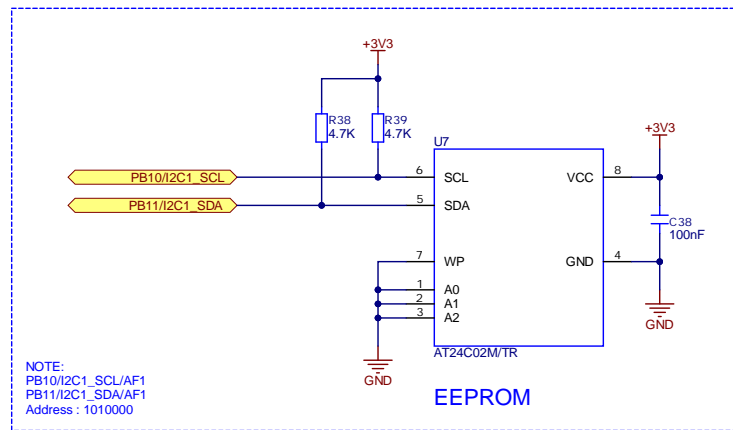 +3V3
R38
4.7K
R39
4.7K
U7
+3V3
PB10/I2C1_SCL
6
SCL
VCC
8
PB11/I2C1_SDA
5
SDA
C38
100nF
7
WP
GND
4
1
A0
2
A1
3
A2
GND
AT24C02M/TR
GND
NOTE:
PB10/I2C1_SCL/AF1
PB11/I2C1_SDA/AF1
Address : 1010000
EEPROM